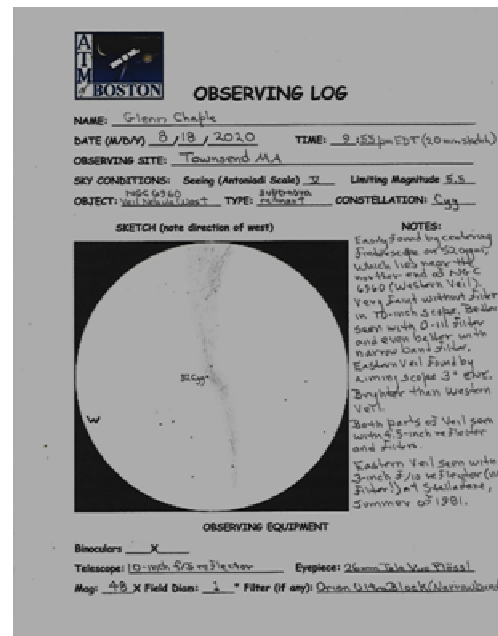 ATM
of
BOSTON
OBSERVING LOG
NAME: Glenn Chaple
DATE (M/D/Y) 8/18/2020 TIME: 9:55pm EDT (20 min sketch)
OBSERVING SITE: Townsend MA
SKY CONDITIONS: Seeing (Antoniadi Scale) V Limiting Magnitude 5.5
NGC 6960 supernova
OBJECT: Veil Nebula West TYPE: remnant CONSTELLATION: Cyg
SKETCH (note direction of west) NOTES:
Easily found by centering
finderscope on 52 Cygni,
which lies near the
northern end of NGC
6960 (Western Veil).
Very faint without filter
in 10-inch scope. Better
seen with O-III filter
and even better with
narrow band filter.
Eastern Veil found by
aiming scope 3° ENE.
Brighter than Western
Veil.
Both parts of Veil seen
with 4.5-inch reflector
and filters.
Eastern Veil seen with
3-inch f/10 reflector (w
filter!) at Stellafane,
Summer of 1981.
52 Cyg
W
OBSERVING EQUIPMENT
Binoculars X
Telescope: 10-inch f/5 reflector Eyepiece: 26mm Tele Vue Plössl
Mag: 48 X Field Diam: 1 ° Filter (if any): Orion UltraBlock (Narrowband